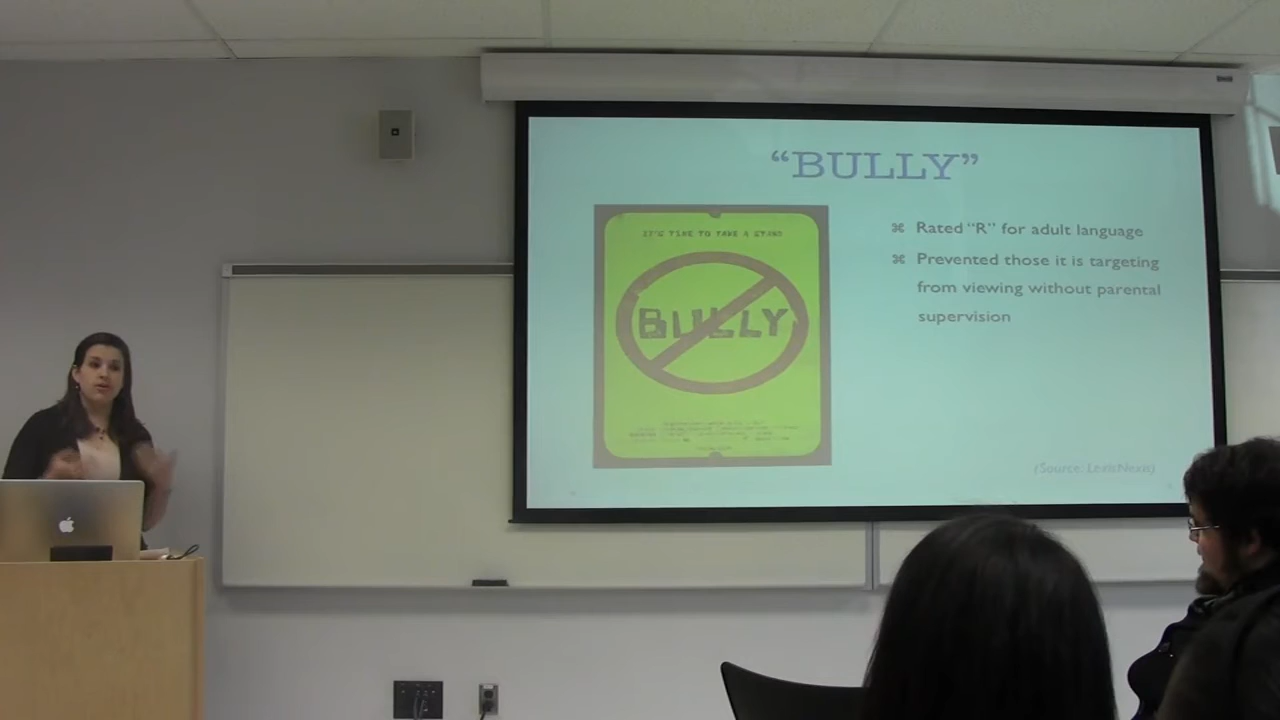 “BULLY”
IT'S TIME TO TAKE A STAND
BULLY
⌘ Rated “R” for adult language
⌘ Prevented those it is targeting
from viewing without parental
supervision
(Source: LexisNexis)